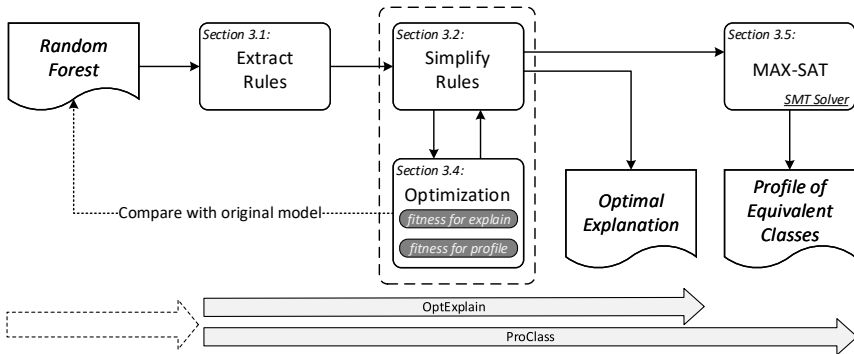 Random
Forest
Section 3.1:
Extract
Rules
Section 3.2:
Simplify
Rules
Section 3.5:
MAX-SAT
SMT Solver
Section 3.4:
Optimization
fitness for explain
fitness for profile
Compare with original model
Optimal
Explanation
Profile of
Equivalent
Classes
OptExplain
ProClass